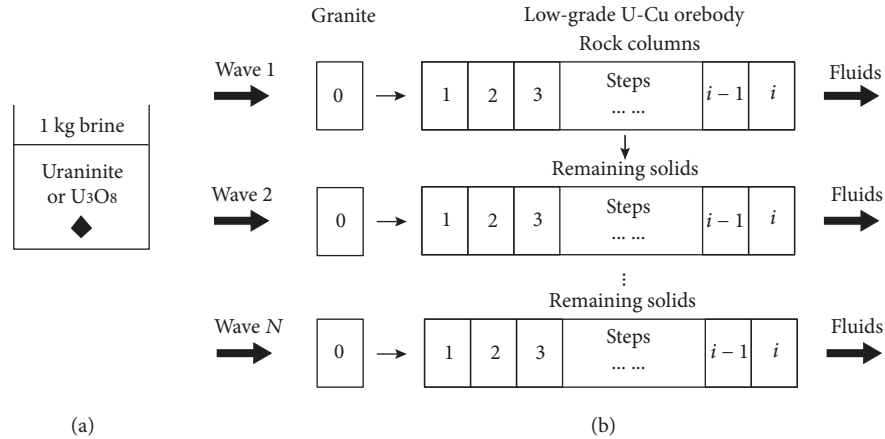 Granite
Low-grade U-Cu orebody
Rock columns
Wave 1
0
1 2 3 Steps ... ... i – 1 i
Fluids
1 kg brine
Uraninite
or U3O8
Remaining solids
Wave 2
0
1 2 3 Steps ... ... i – 1 i
Fluids
Remaining solids
Wave N
0
1 2 3 Steps ... ... i – 1 i
Fluids
(a)
(b)